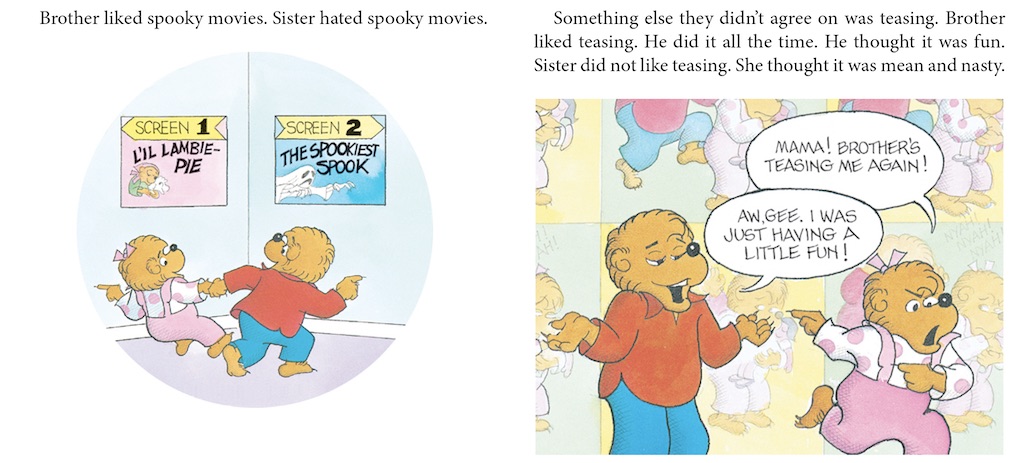 Brother liked spooky movies. Sister hated spooky movies.
SCREEN 1
L'IL LAMBIE-
PIE
SCREEN 2
THE SPOOKIEST
SPOOK
Something else they didn't agree on was teasing. Brother
liked teasing. He did it all the time. He thought it was fun.
Sister did not like teasing. She thought it was mean and nasty.
MAMA! BROTHER'S
TEASING ME AGAIN!
AW, GEE. I WAS
JUST HAVING A
LITTLE FUN!
NYAH!
NYAH!